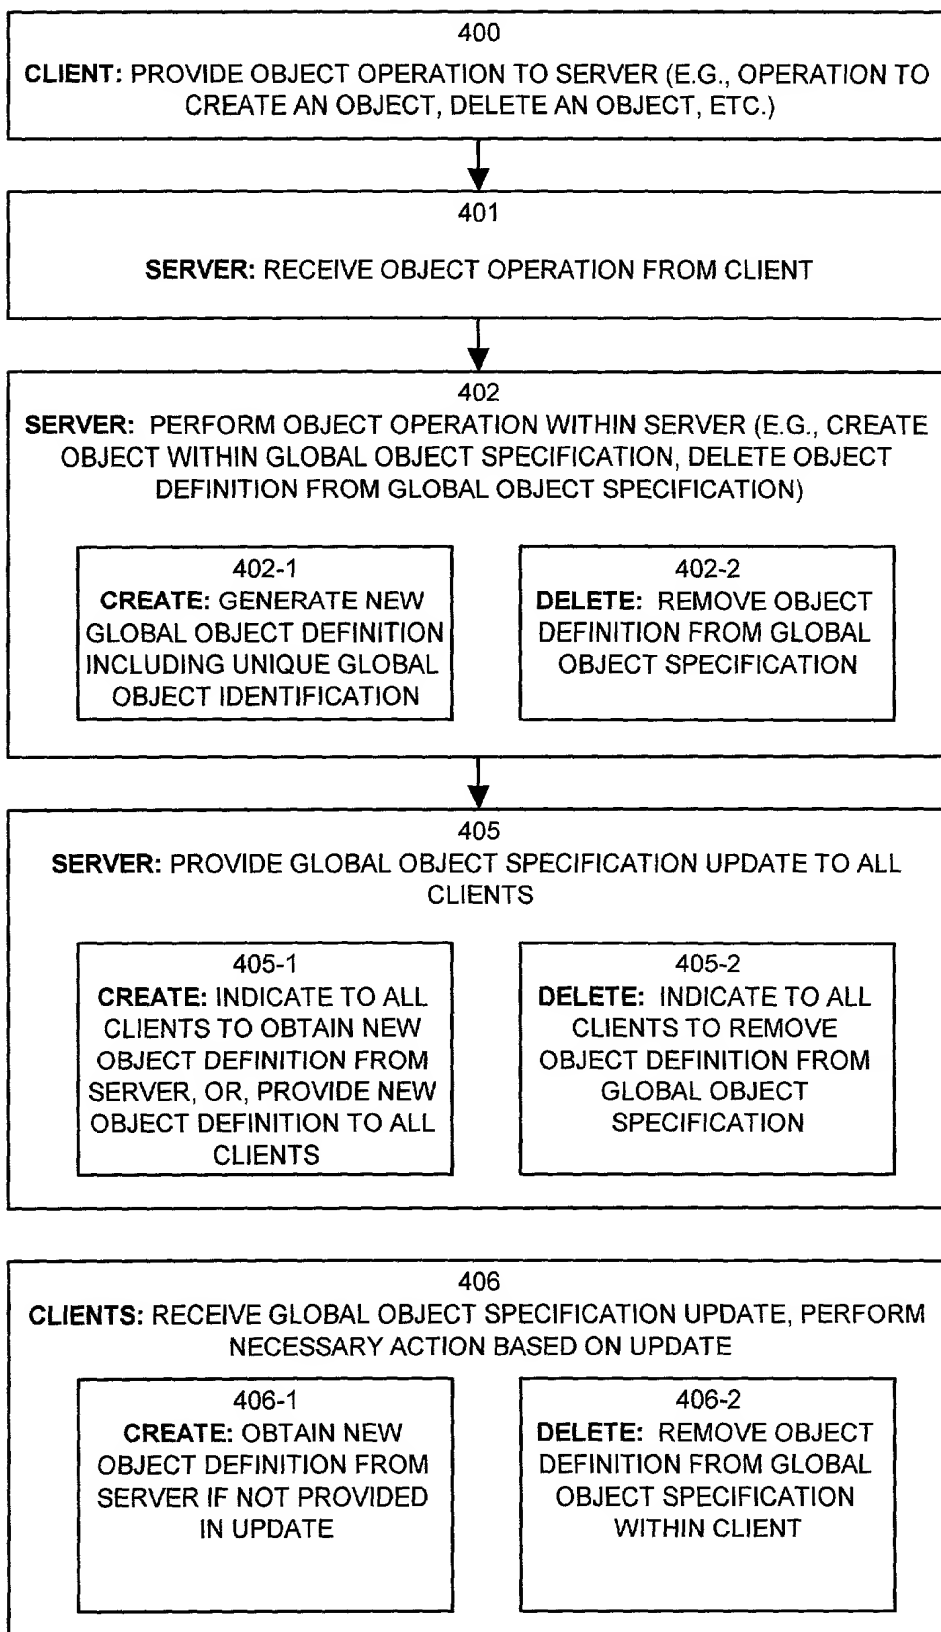 400
CLIENT: PROVIDE OBJECT OPERATION TO SERVER (E.G., OPERATION TO
CREATE AN OBJECT, DELETE AN OBJECT, ETC.)
401
SERVER: RECEIVE OBJECT OPERATION FROM CLIENT
402
SERVER: PERFORM OBJECT OPERATION WITHIN SERVER (E.G., CREATE
OBJECT WITHIN GLOBAL OBJECT SPECIFICATION, DELETE OBJECT
DEFINITION FROM GLOBAL OBJECT SPECIFICATION)
402-1
CREATE: GENERATE NEW
GLOBAL OBJECT DEFINITION
INCLUDING UNIQUE GLOBAL
OBJECT IDENTIFICATION
402-2
DELETE: REMOVE OBJECT
DEFINITION FROM GLOBAL
OBJECT SPECIFICATION
405
SERVER: PROVIDE GLOBAL OBJECT SPECIFICATION UPDATE TO ALL
CLIENTS
405-1
CREATE: INDICATE TO ALL
CLIENTS TO OBTAIN NEW
OBJECT DEFINITION FROM
SERVER, OR, PROVIDE NEW
OBJECT DEFINITION TO ALL
CLIENTS
405-2
DELETE: INDICATE TO ALL
CLIENTS TO REMOVE
OBJECT DEFINITION FROM
GLOBAL OBJECT
SPECIFICATION
406
CLIENTS: RECEIVE GLOBAL OBJECT SPECIFICATION UPDATE, PERFORM
NECESSARY ACTION BASED ON UPDATE
406-1
CREATE: OBTAIN NEW
OBJECT DEFINITION FROM
SERVER IF NOT PROVIDED
IN UPDATE
406-2
DELETE: REMOVE OBJECT
DEFINITION FROM GLOBAL
OBJECT SPECIFICATION
WITHIN CLIENT